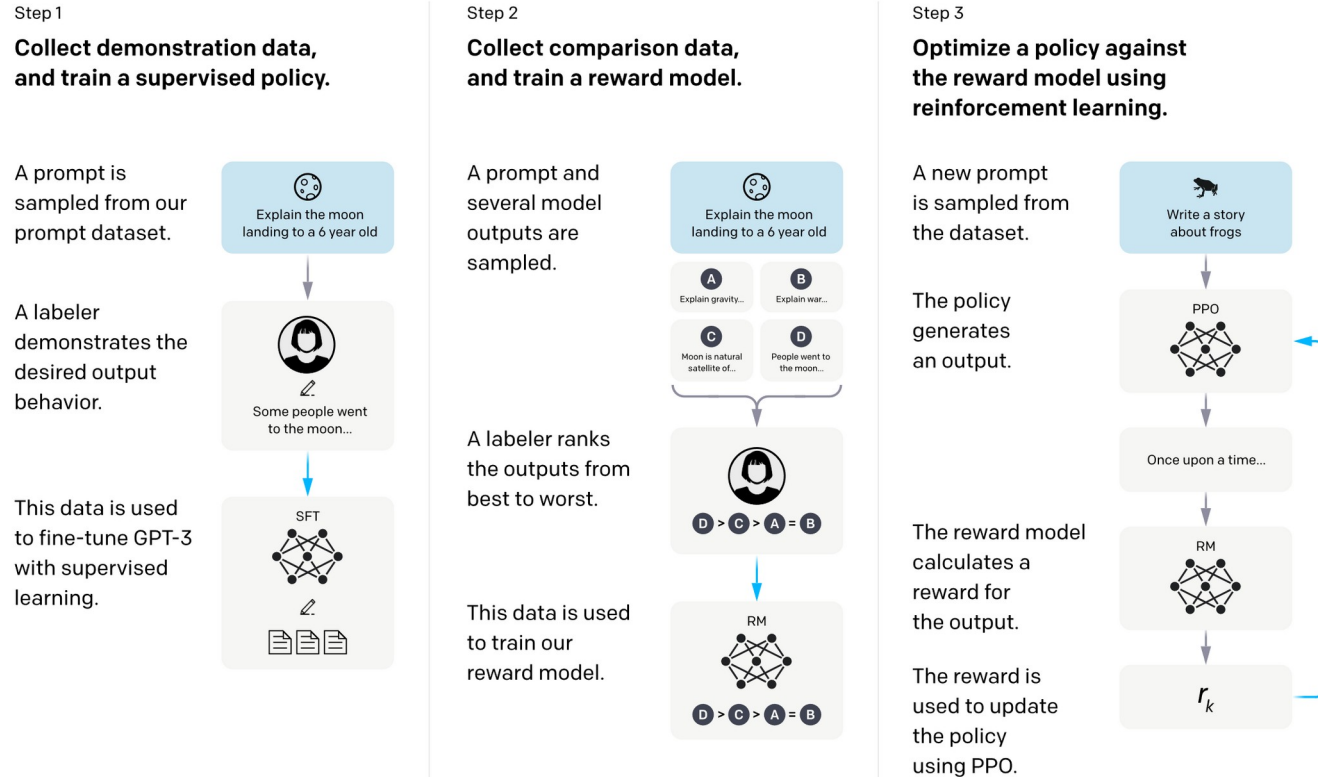 Step 1
Collect demonstration data,
and train a supervised policy.
A prompt is
sampled from our
prompt dataset.
Explain the moon
landing to a 6 year old
A labeler
demonstrates the
desired output
behavior.
Some people went
to the moon...
This data is used
to fine-tune GPT-3
with supervised
learning.
SFT
Step 2
Collect comparison data,
and train a reward model.
A prompt and
several model
outputs are
sampled.
Explain the moon
landing to a 6 year old
A
Explain gravity...
B
Explain war...
C
Moon is natural
satellite of...
D
People went to
the moon...
A labeler ranks
the outputs from
best to worst.
D > C > A = B
This data is used
to train our
reward model.
RM
D > C > A = B
Step 3
Optimize a policy against
the reward model using
reinforcement learning.
A new prompt
is sampled from
the dataset.
Write a story
about frogs
The policy
generates
an output.
PPO
Once upon a time...
The reward model
calculates a
reward for
the output.
RM
The reward is
used to update
the policy
using PPO.
r_k